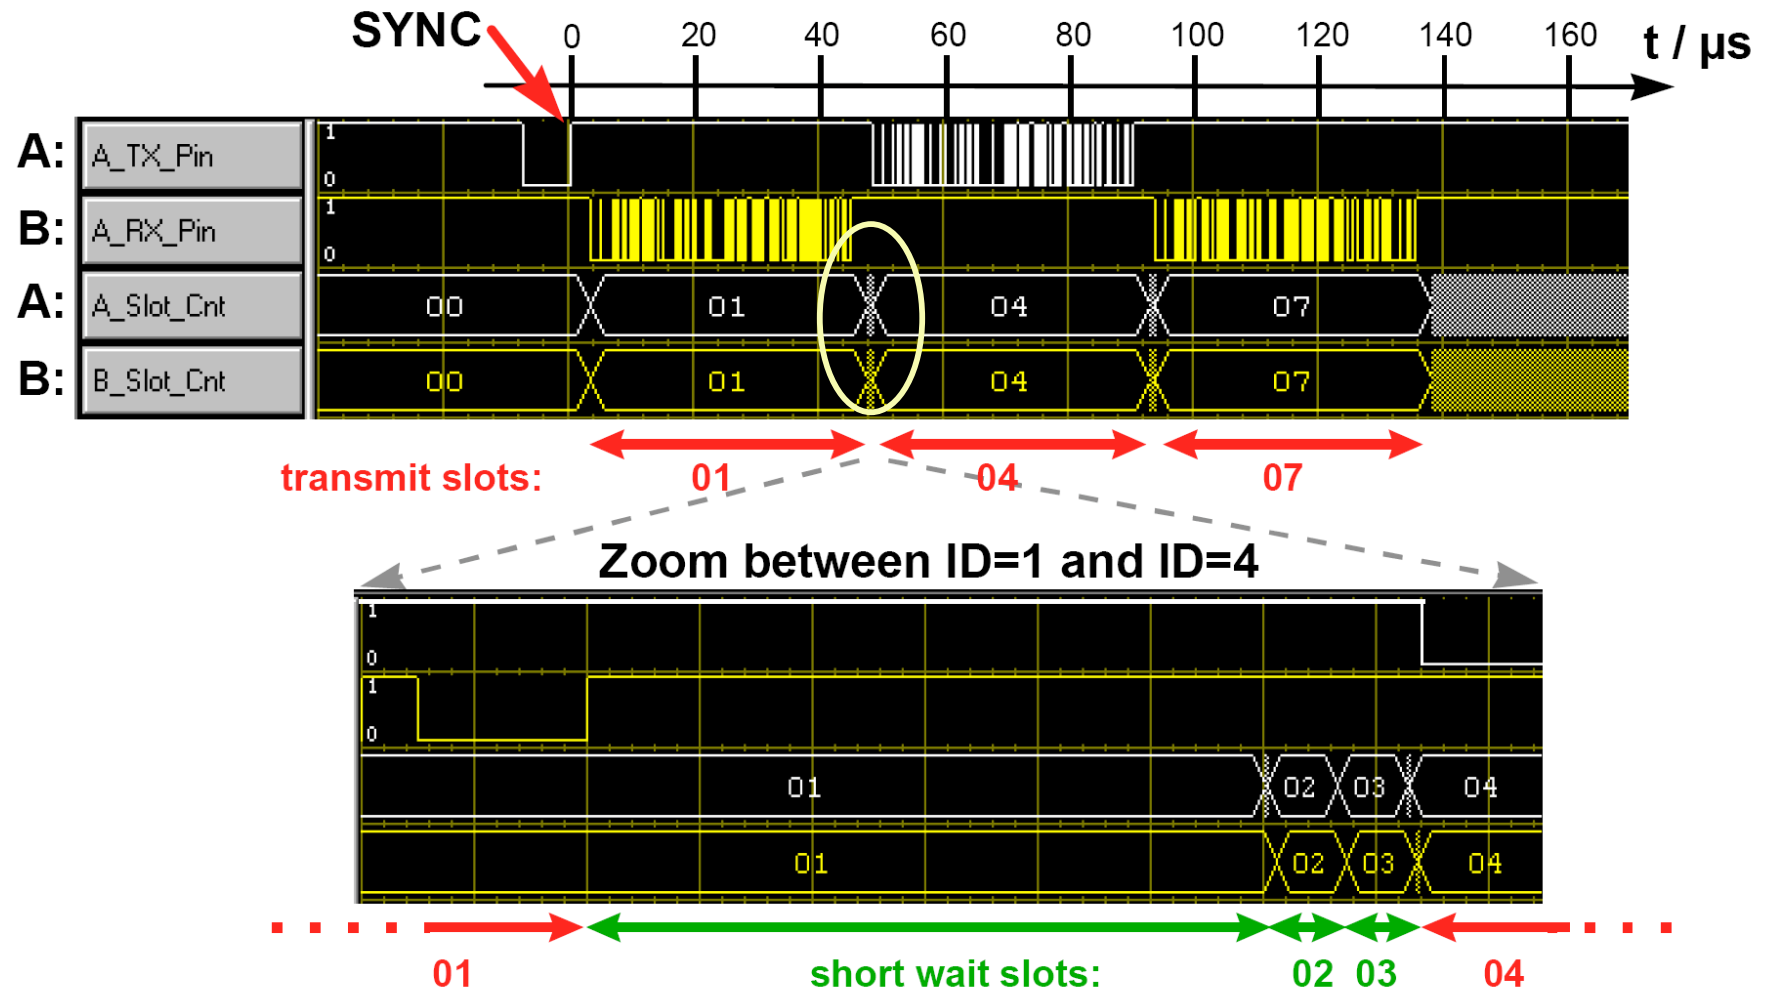 SYNC 0 20 40 60 80 100 120 140 160 t / µs
A: A_TX_Pin 1
0
B: A_RX_Pin 1
0
A: A_Slot_Cnt 00 01 04 07
B: B_Slot_Cnt 00 01 04 07
transmit slots: 01 04 07
Zoom between ID=1 and ID=4
1
0
1
0
01 02 03 04
01 02 03 04
01 short wait slots: 02 03 04